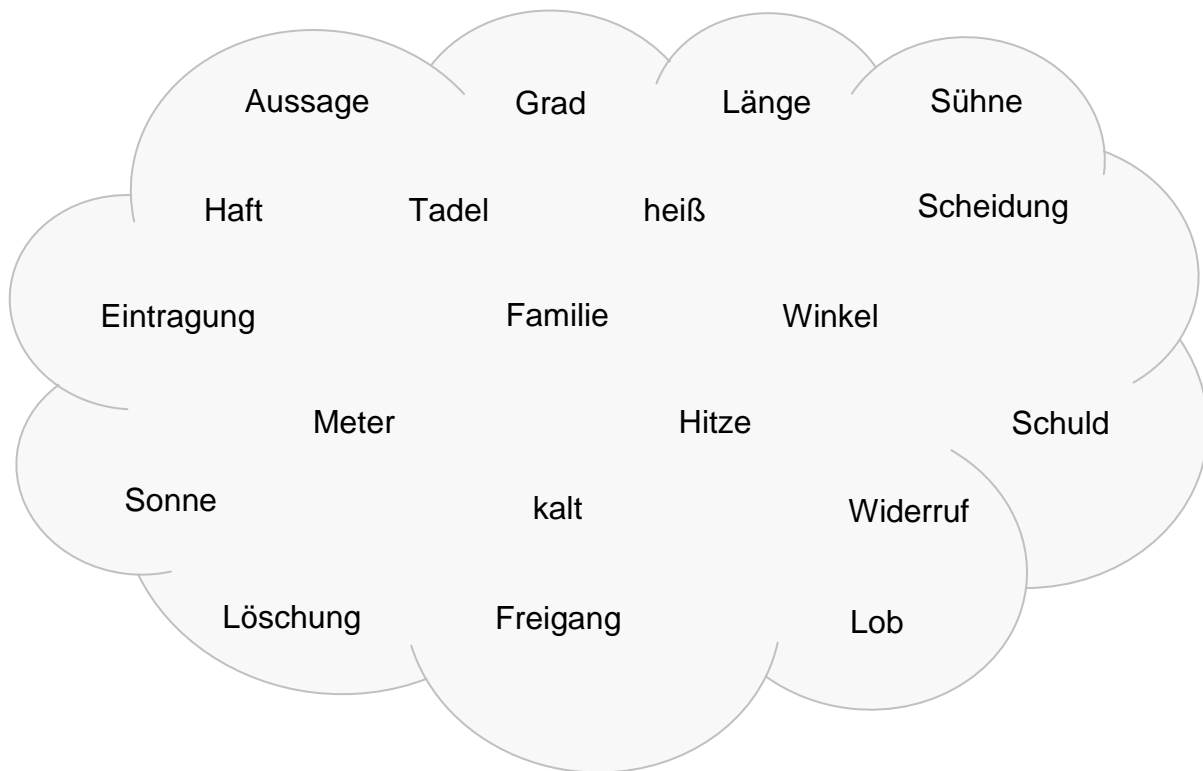 Aussage Grad Länge Sühne
Haft Tadel heiß Scheidung
Eintragung Familie Winkel
Meter Hitze Schuld
Sonne kalt Widerruf
Löschung Freigang Lob